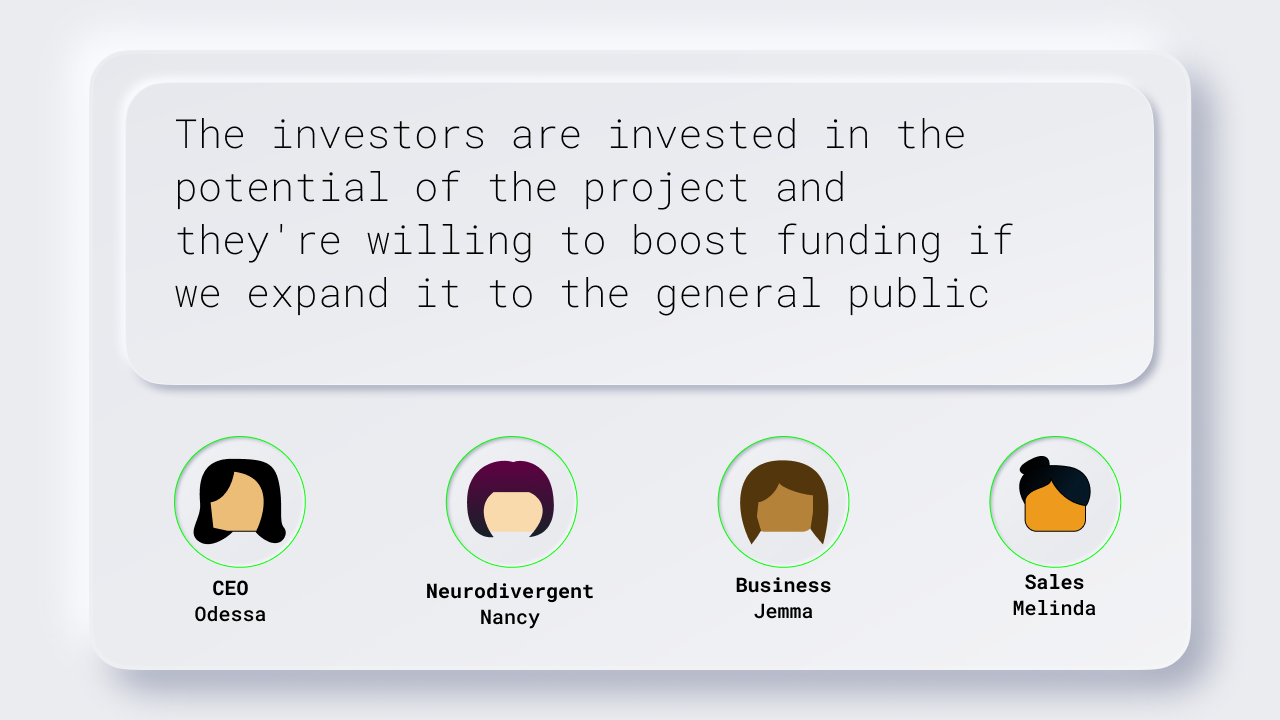 The investors are invested in the
potential of the project and
they're willing to boost funding if
we expand it to the general public
CEO
Odessa
Neurodivergent
Nancy
Business
Jemma
Sales
Melinda